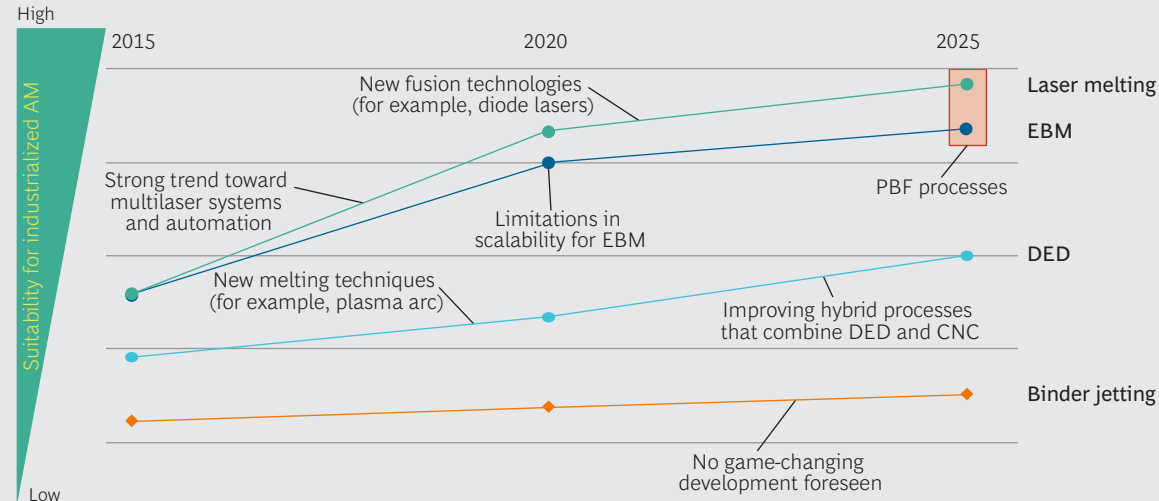 High
2015
2020
2025
New fusion technologies
(for example, diode lasers)
Laser melting
EBM
PBF processes
Strong trend toward
multilaser systems
and automation
Limitations in
scalability for EBM
Suitability for industrialized AM
DED
New melting techniques
(for example, plasma arc)
Improving hybrid processes
that combine DED and CNC
Binder jetting
No game-changing
development foreseen
Low